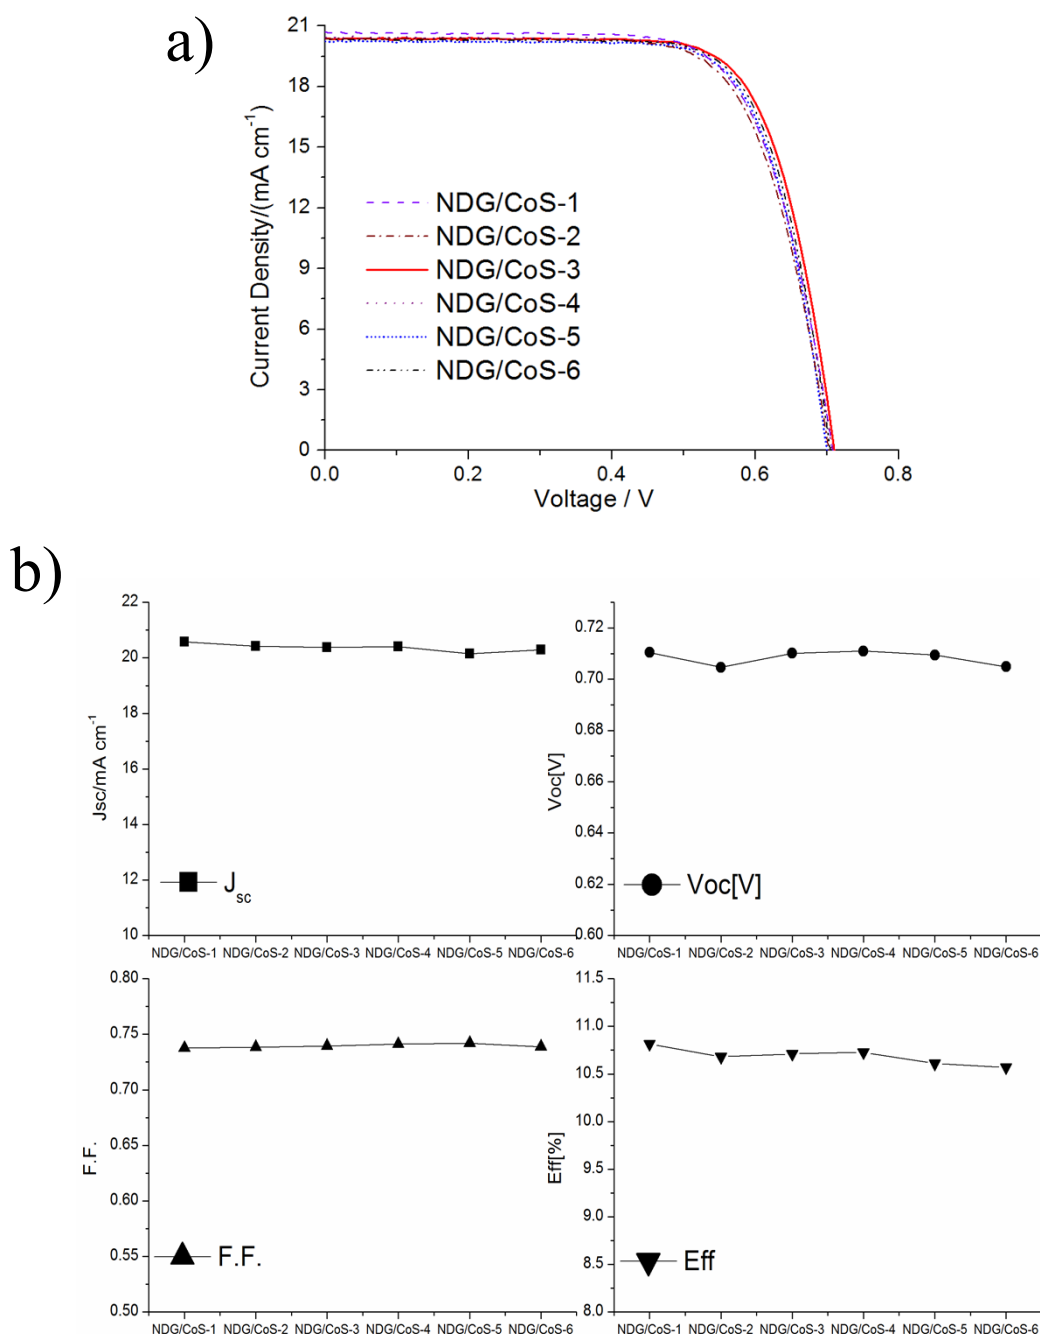 a)
21
18
15
12
9
6
3
0
Current Density/(mA cm⁻¹)
NDG/CoS-1
NDG/CoS-2
NDG/CoS-3
NDG/CoS-4
NDG/CoS-5
NDG/CoS-6
0.0 0.2 0.4 0.6 0.8
Voltage / V
b)
22
20
18
16
14
12
10
Jsc/mA cm⁻¹
Jsc
NDG/CoS-1 NDG/CoS-2 NDG/CoS-3 NDG/CoS-4 NDG/CoS-5 NDG/CoS-6
0.72
0.70
0.68
0.66
0.64
0.62
0.60
Voc[V]
Voc[V]
NDG/CoS-1 NDG/CoS-2 NDG/CoS-3 NDG/CoS-4 NDG/CoS-5 NDG/CoS-6
0.80
0.75
0.70
0.65
0.60
0.55
0.50
F.F.
F.F.
NDG/CoS-1 NDG/CoS-2 NDG/CoS-3 NDG/CoS-4 NDG/CoS-5 NDG/CoS-6
11.5
11.0
10.5
10.0
9.5
9.0
8.5
8.0
Eff[%]
Eff
NDG/CoS-1 NDG/CoS-2 NDG/CoS-3 NDG/CoS-4 NDG/CoS-5 NDG/CoS-6